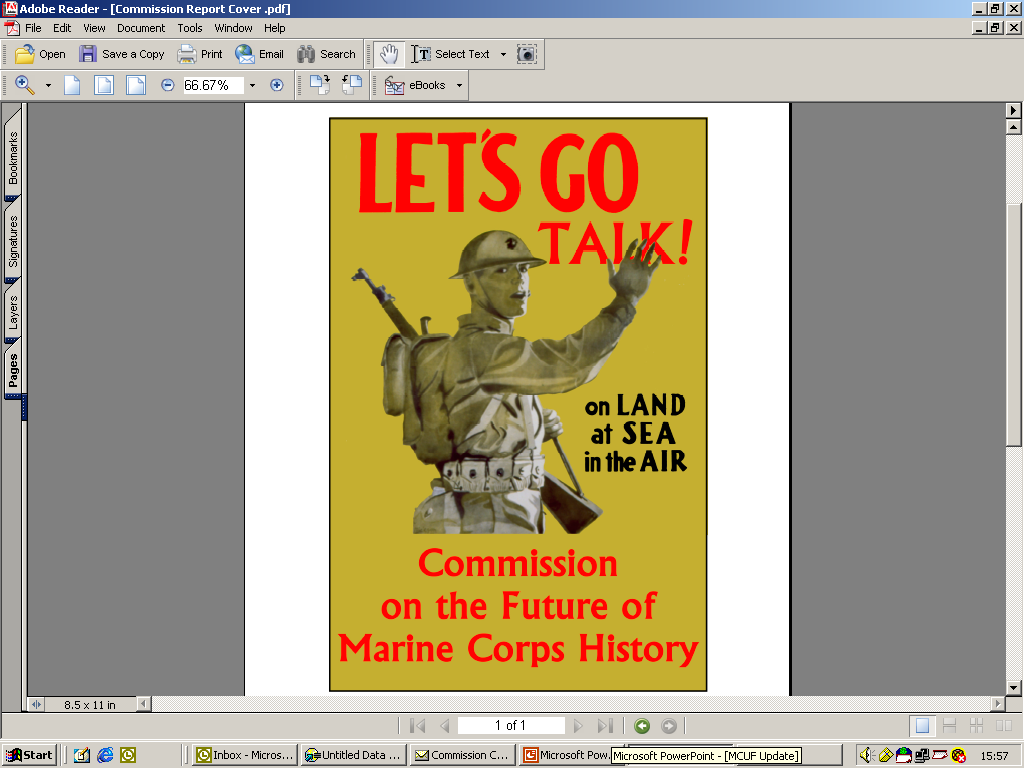 Adobe Reader - [Commission Report Cover .pdf]
File Edit View Document Tools Window Help
Open Save a Copy Print Email Search Select Text
66.67% eBooks
Bookmarks
Signatures
Layers
Pages
LET'S GO
TALK!
on LAND
at SEA
in the AIR
Commission
on the Future of
Marine Corps History
8.5 x 11 in
1 of 1
Start Inbox - Micros... Untitled Data ... Commission C... Microsoft Pow. Microsoft PowerPoint - [MCUF Update] 15:57